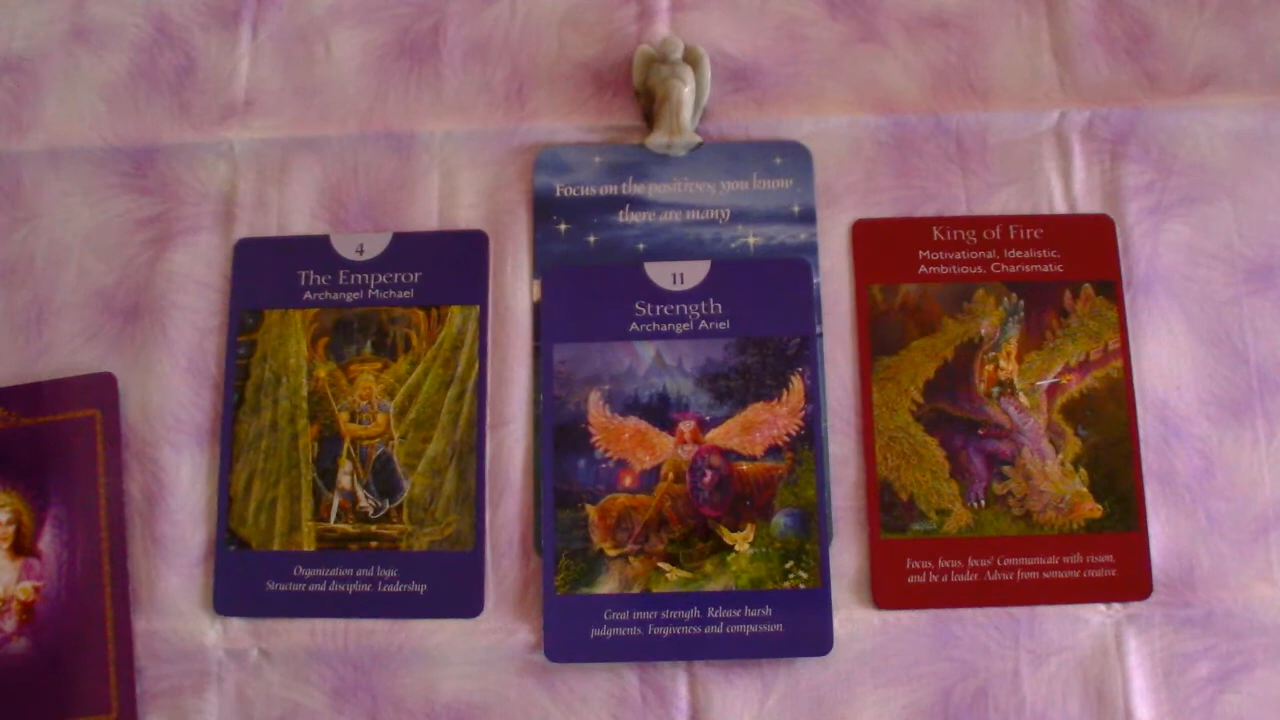 Focus on the positives, you know
there are many
4
The Emperor
Archangel Michael
Organization and logic
Structure and discipline. Leadership
11
Strength
Archangel Ariel
Great inner strength. Release harsh
judgments. Forgiveness and compassion.
King of Fire
Motivational, Idealistic,
Ambitious, Charismatic
Focus, focus, focus! Communicate with vision,
and be a leader. Advice from someone creative.